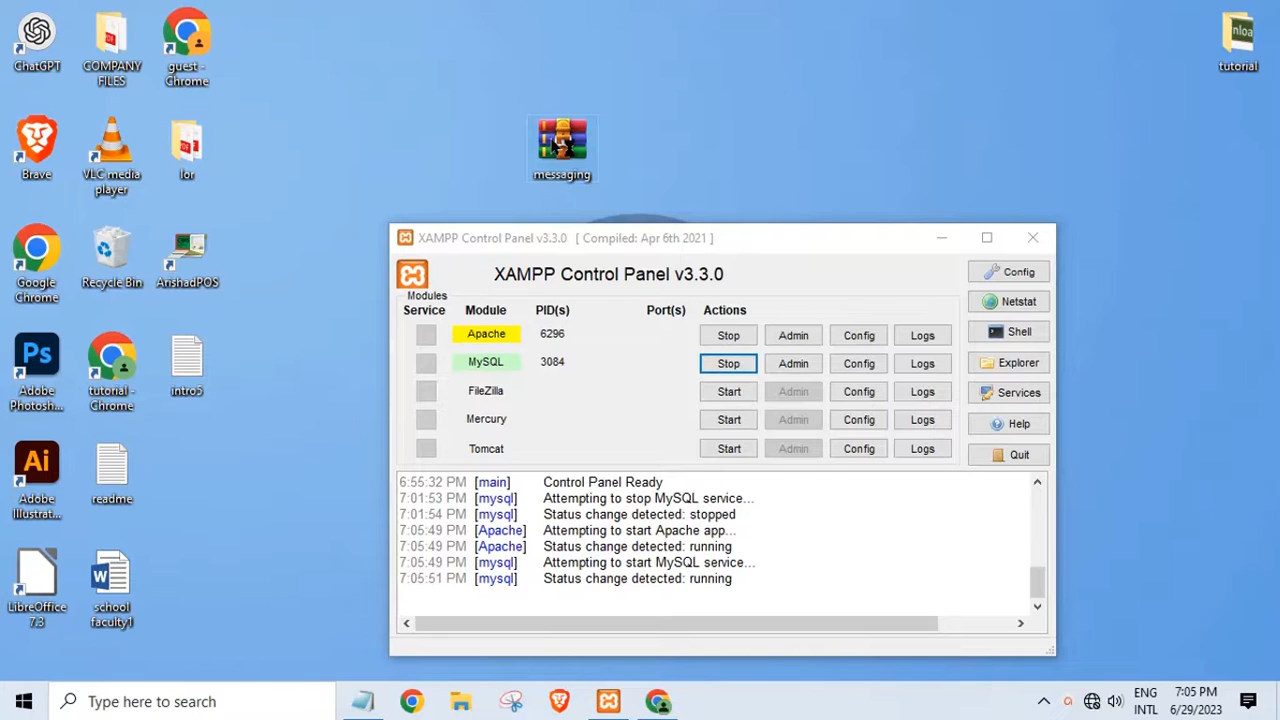 ChatGPT
COMPANY
FILES
guest -
Chrome
tutorial
nloa
Brave
VLC media
player
lor
messaging
Google
Chrome
Recycle Bin
ArishadPOS
Ps
Adobe
Photosh...
tutorial -
Chrome
intro5
Ai
Adobe
Illustrat...
readme
LibreOffice
7.3
school
faculty1
XAMPP Control Panel v3.3.0 [ Compiled: Apr 6th 2021 ]
XAMPP Control Panel v3.3.0
Config
Modules
Service Module PID(s) Port(s) Actions
Netstat
Apache 6296 Stop Admin Config Logs
Shell
MySQL 3084 Stop Admin Config Logs
Explorer
FileZilla Start Admin Config Logs
Services
Mercury Start Admin Config Logs
Help
Tomcat Start Admin Config Logs
Quit
6:55:32 PM [main] Control Panel Ready
7:01:53 PM [mysql] Attempting to stop MySQL service...
7:01:54 PM [mysql] Status change detected: stopped
7:05:49 PM [Apache] Attempting to start Apache app...
7:05:49 PM [Apache] Status change detected: running
7:05:49 PM [mysql] Attempting to start MySQL service...
7:05:51 PM [mysql] Status change detected: running
Type here to search
ENG
INTL
7:05 PM
6/29/2023